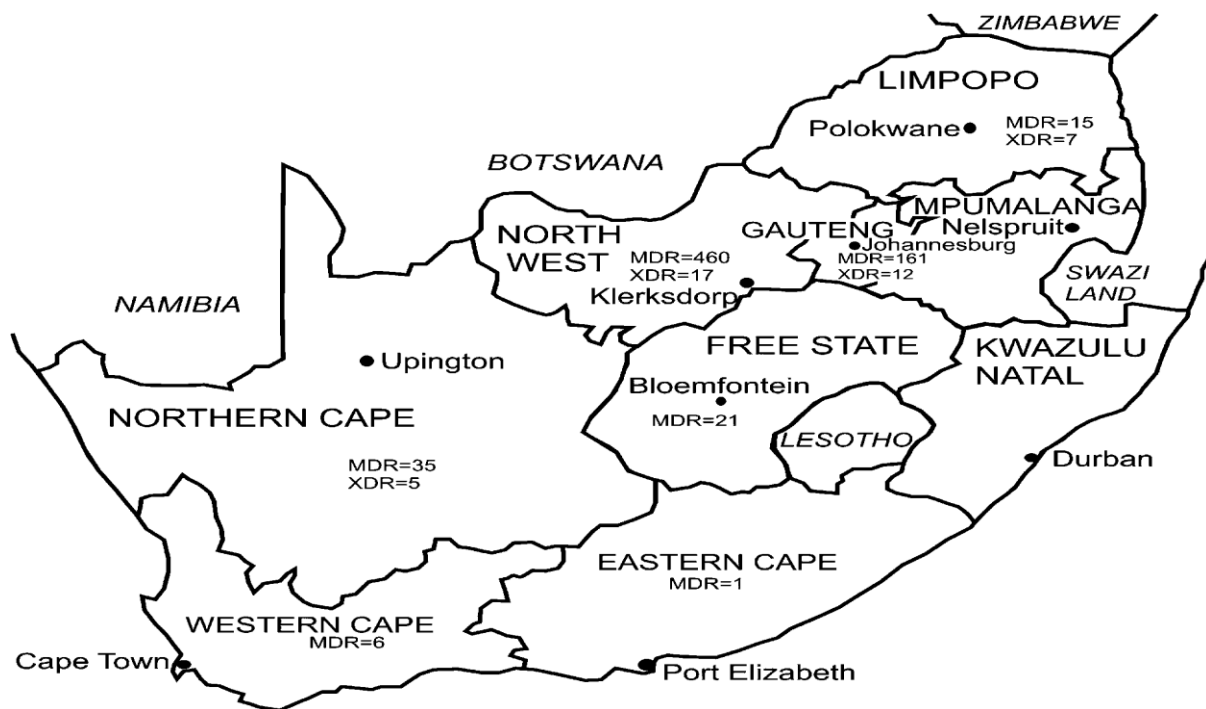 ZIMBABWE
LIMPOPO
Polokwane
MDR=15
XDR=7
BOTSWANA
MPUMALANGA
Nelspruit
GAUTENG
Johannesburg
MDR=161
XDR=12
NORTH
WEST
MDR=460
XDR=17
Klerksdorp
SWAZI
LAND
NAMIBIA
Upington
FREE STATE
Bloemfontein
MDR=21
KWAZULU
NATAL
NORTHERN CAPE
MDR=35
XDR=5
LESOTHO
Durban
EASTERN CAPE
MDR=1
WESTERN CAPE
MDR=6
Cape Town
Port Elizabeth